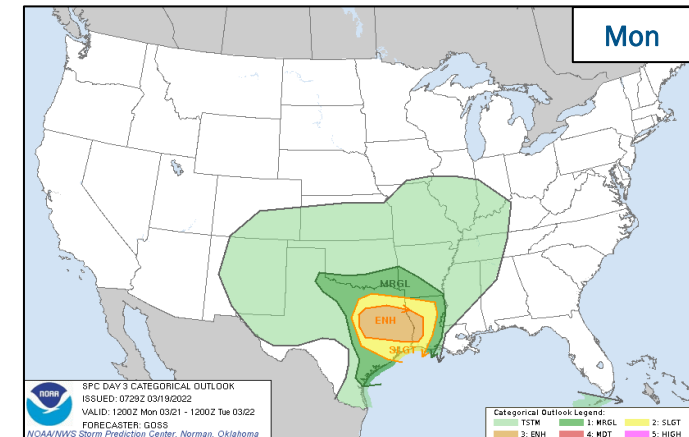 Mon
MRGL
ENH
SLGT
NOAA
SPC DAY 3 CATEGORICAL OUTLOOK
ISSUED: 0729Z 03/19/2022
VALID: 1200Z Mon 03/21 - 1200Z Tue 03/22
FORECASTER: GOSS
NOAA/NWS Storm Prediction Center, Norman, Oklahoma
Categorical Outlook Legend:
TSTM 1: MRGL 2: SLGT
3: ENH 4: MDT 5: HIGH